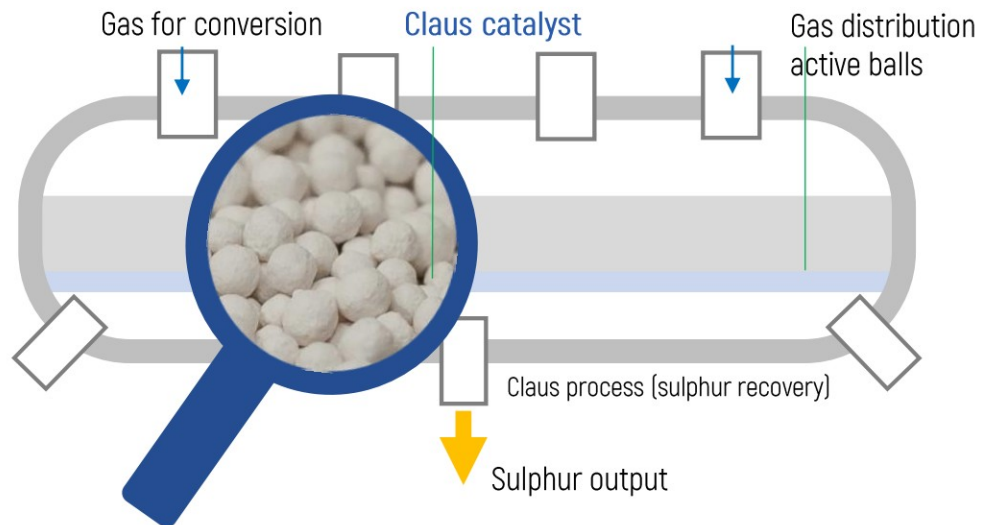 Gas for conversion
Claus catalyst
Gas distribution
active balls
Claus process (sulphur recovery)
Sulphur output